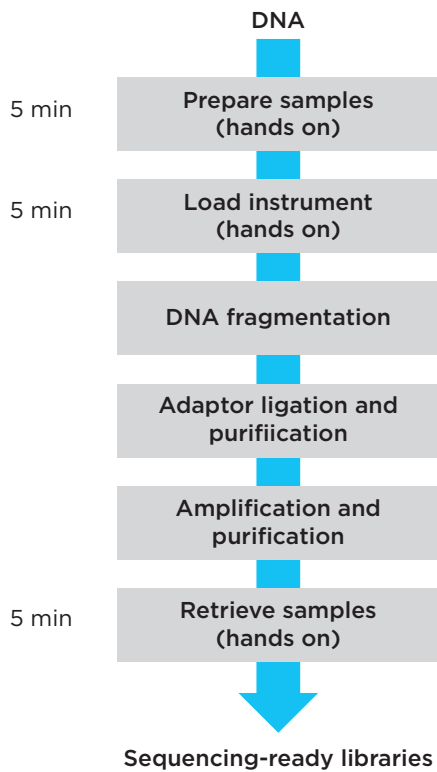 DNA
5 min
Prepare samples
(hands on)
5 min
Load instrument
(hands on)
DNA fragmentation
Adaptor ligation and
purifiication
Amplification and
purification
5 min
Retrieve samples
(hands on)
Sequencing-ready libraries